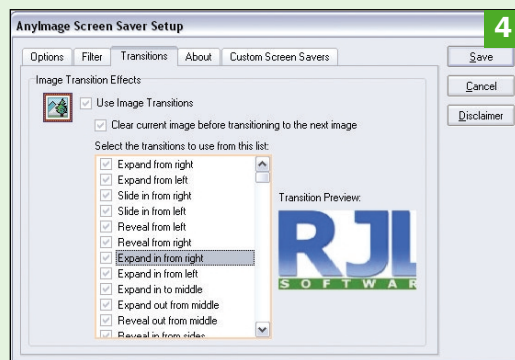 AnyImage Screen Saver Setup
4
Options Filter Transitions About Custom Screen Savers
Save
Cancel
Disclaimer
Image Transition Effects
Use Image Transitions
Clear current image before transitioning to the next image
Select the transitions to use from this list:
Expand from right
Expand from left
Slide in from right
Slide in from left
Reveal from left
Reveal from right
Expand in from right
Expand in from left
Expand in to middle
Expand out from middle
Reveal out from middle
Reveal in from sides
Transition Preview:
RJL
SOFTWAR